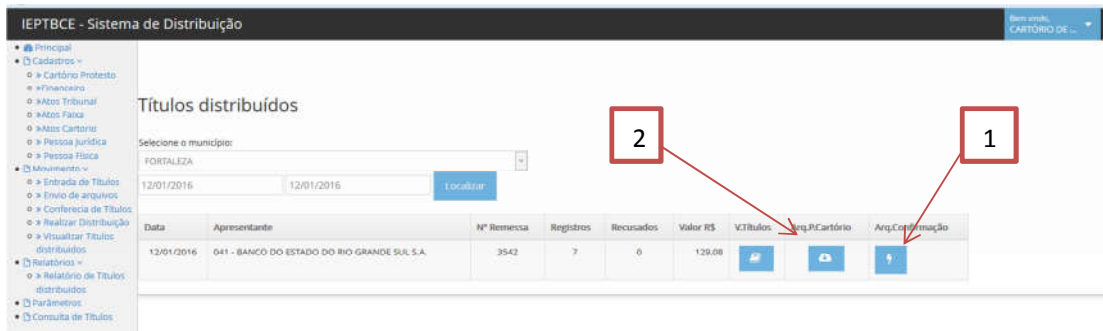 IEPTBCE - Sistema de Distribuição
Bem vindo,
CARTÓRIO DE ...
Principal
Cadastros
» Cartório Protesto
»Financeiro
»Atos Tribunal
»Atos Faixa
»Atos Cartorio
» Pessoa Jurídica
» Pessoa Física
Movimento
» Entrada de Títulos
» Envio de arquivos
» Conferecia de Títulos
» Realizar Distribuição
» Visualizar Títulos
distribuidos
Relatórios
» Relatório de Títulos
distribuidos
Parâmetros
Consulta de Títulos
Títulos distribuídos
Selecione o município:
FORTALEZA
12/01/2016 12/01/2016 Localizar
2
1
Data Apresentante Nº Remessa Registros Recusados Valor R$ V.Títulos Arq.P.Cartório Arq.Confirmação
12/01/2016 041 - BANCO DO ESTADO DO RIO GRANDE SUL S.A. 3542 7 0 129.08